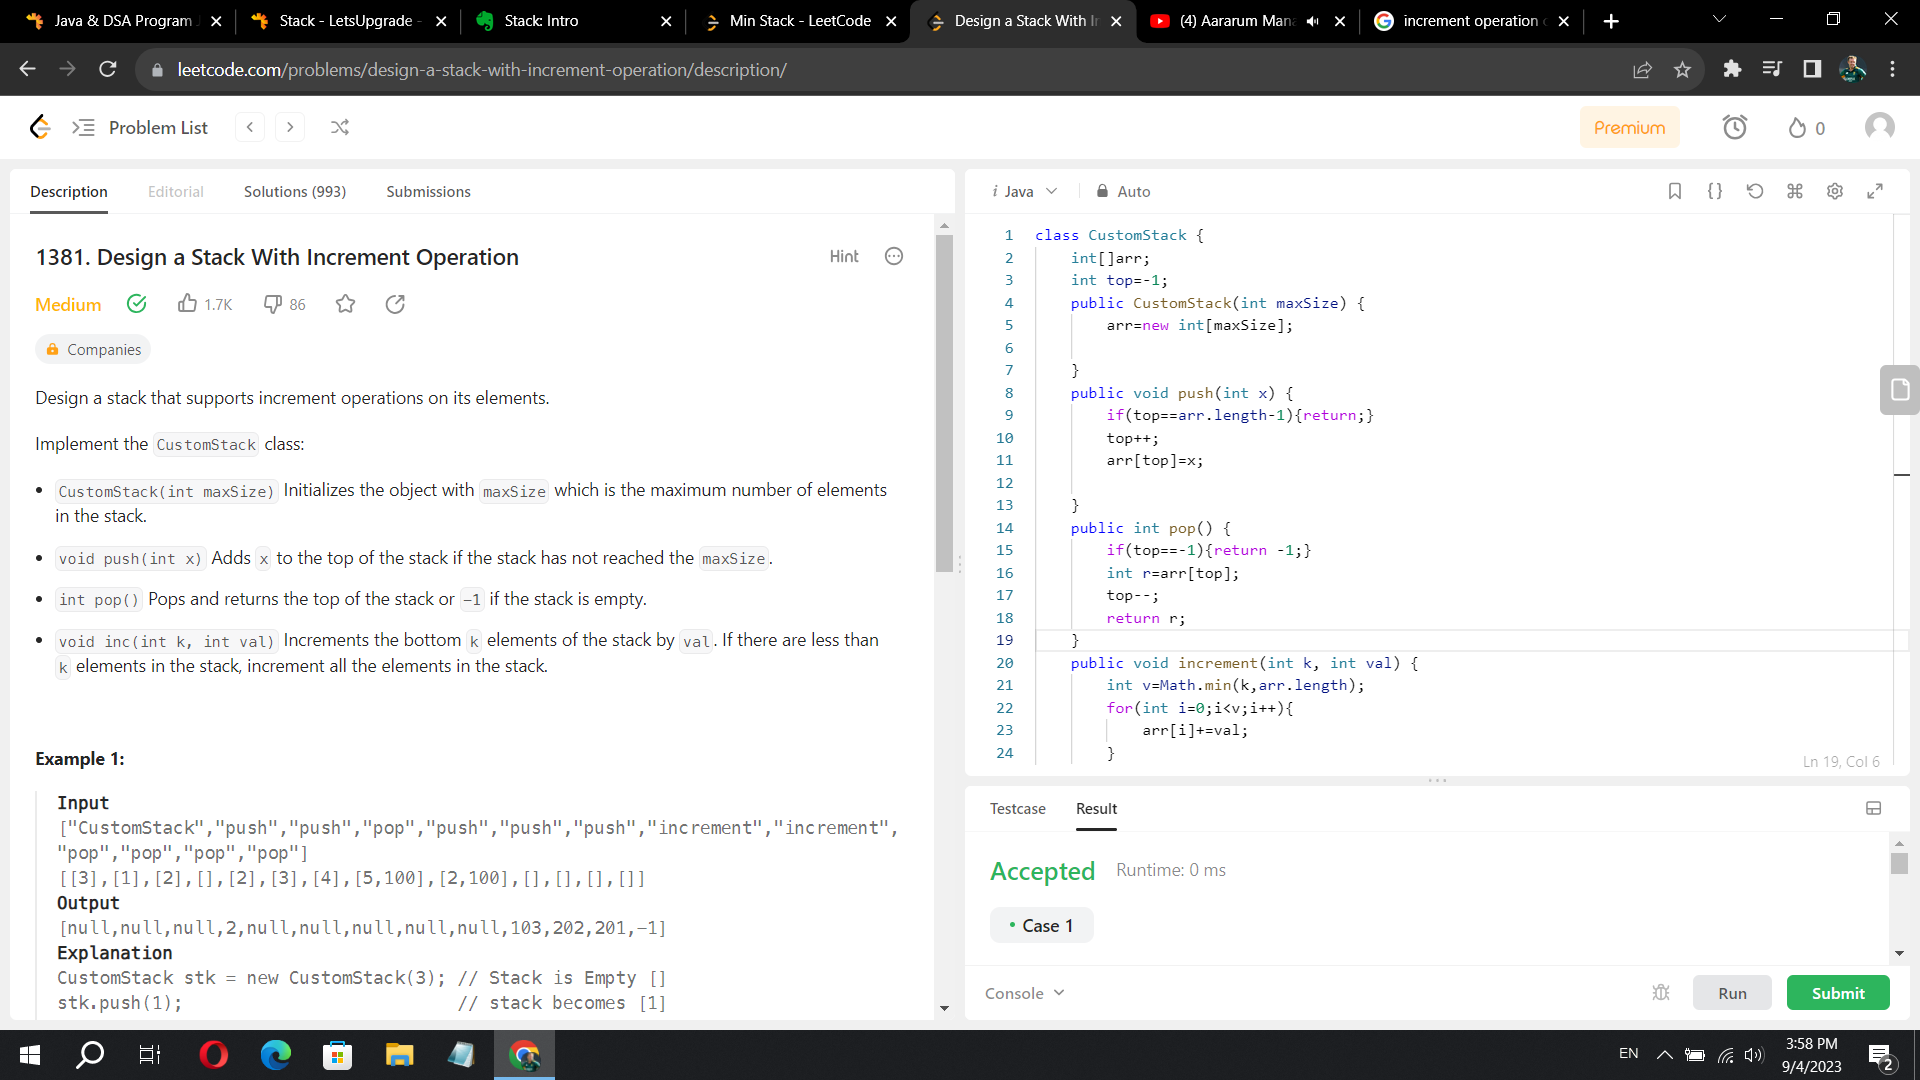 Java & DSA Program
Stack - LetsUpgrade -
Stack: Intro
Min Stack - LeetCode
Design a Stack With In
(4) Aararum Mana
increment operation o
leetcode.com/problems/design-a-stack-with-increment-operation/description/
Problem List
Premium
0
Description
Editorial
Solutions (993)
Submissions
1381. Design a Stack With Increment Operation
Hint
Medium
1.7K
86
Companies
Design a stack that supports increment operations on its elements.
Implement the CustomStack class:
• CustomStack(int maxSize) Initializes the object with maxSize which is the maximum number of elements
in the stack.
• void push(int x) Adds x to the top of the stack if the stack has not reached the maxSize.
• int pop() Pops and returns the top of the stack or -1 if the stack is empty.
• void inc(int k, int val) Increments the bottom k elements of the stack by val. If there are less than
k elements in the stack, increment all the elements in the stack.
Example 1:
Input
["CustomStack","push","push","pop","push","push","push","increment","increment",
"pop","pop","pop","pop"]
[[3],[1],[2],[],[2],[3],[4],[5,100],[2,100],[],[],[],[]]
Output
[null,null,null,2,null,null,null,null,null,103,202,201,-1]
Explanation
CustomStack stk = new CustomStack(3); // Stack is Empty []
stk.push(1); // stack becomes [1]
i Java
Auto
1 class CustomStack {
2 int[]arr;
3 int top=-1;
4 public CustomStack(int maxSize) {
5 arr=new int[maxSize];
6
7 }
8 public void push(int x) {
9 if(top==arr.length-1){return;}
10 top++;
11 arr[top]=x;
12
13 }
14 public int pop() {
15 if(top==-1){return -1;}
16 int r=arr[top];
17 top--;
18 return r;
19 }
20 public void increment(int k, int val) {
21 int v=Math.min(k,arr.length);
22 for(int i=0;i<v;i++){
23 arr[i]+=val;
24 }
Ln 19, Col 6
Testcase
Result
Accepted
Runtime: 0 ms
• Case 1
Console
Run
Submit
EN
3:58 PM
9/4/2023
2